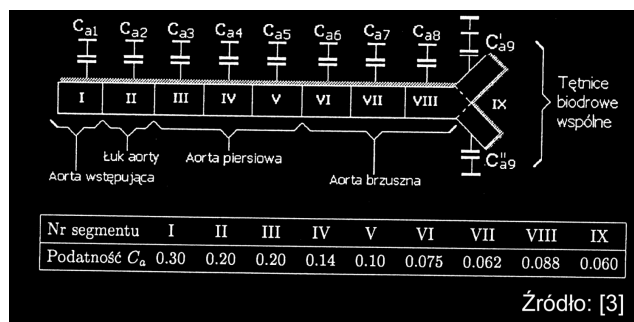 Ca1 Ca2 Ca3 Ca4 Ca5 Ca6 Ca7 Ca8 C'a9
I II III IV V VI VII VIII IX
Tętnice
biodrowe
wspólne
Łuk aorty Aorta piersiowa
C"a9
Aorta wstępująca Aorta brzuszna
Nr segmentu I II III IV V VI VII VIII IX
Podatność Ca 0.30 0.20 0.20 0.14 0.10 0.075 0.062 0.088 0.060
Źródło: [3]